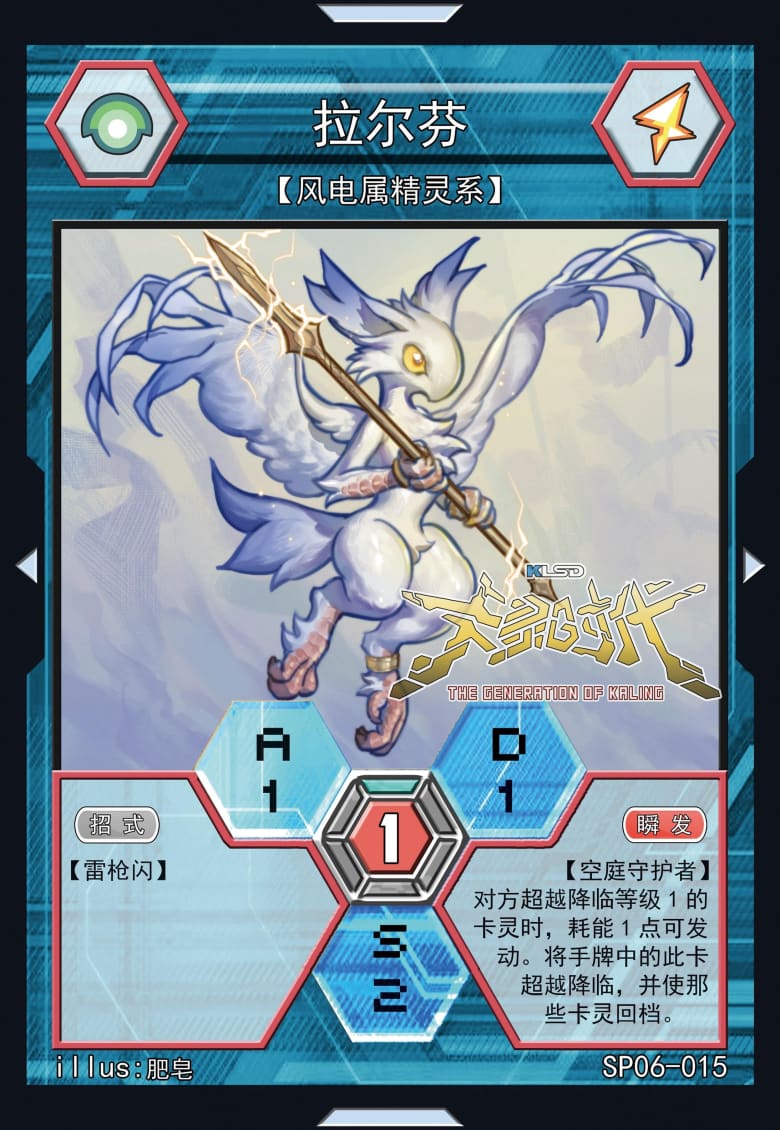 拉尔芬
【风电属精灵系】
KLSD
卡灵时代
THE GENERATION OF KALING
A
1
D
1
1
S
2
招式
【雷枪闪】
瞬发
【空庭守护者】
对方超越降临等级1的
卡灵时，耗能1点可发
动。将手牌中的此卡
超越降临，并使那
些卡灵回档。
illus:肥皂
SP06-015